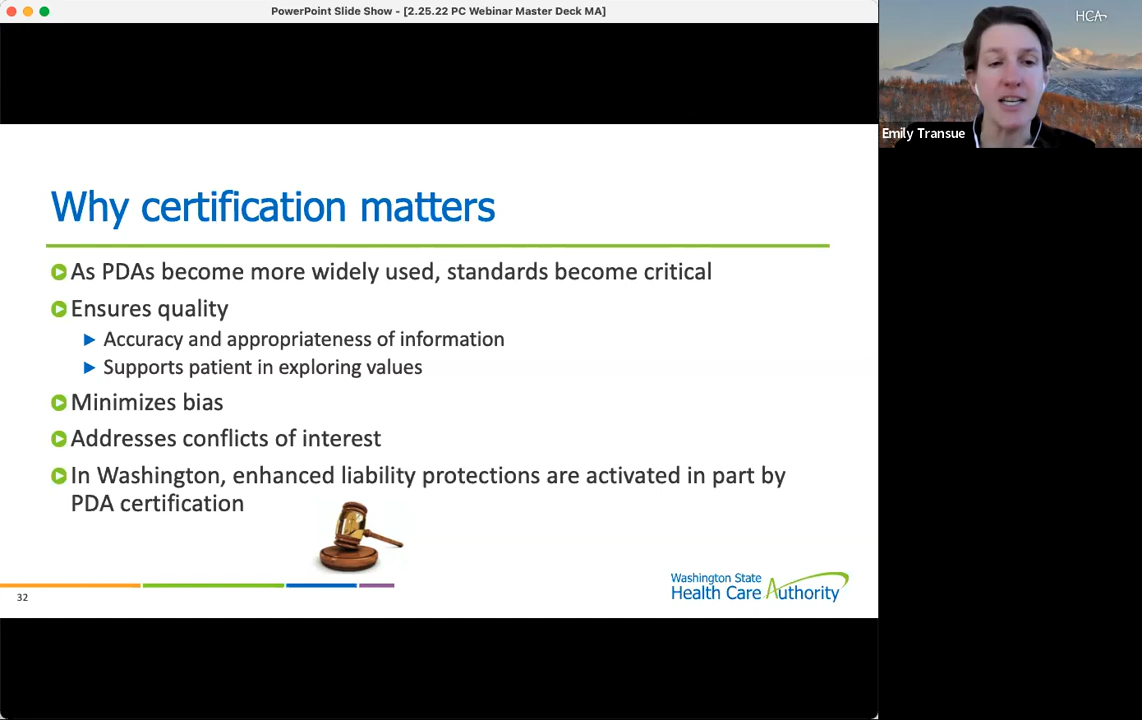 PowerPoint Slide Show - [2.25.22 PC Webinar Master Deck MA]
HCA
Emily Transue
Why certification matters
As PDAs become more widely used, standards become critical
Ensures quality
Accuracy and appropriateness of information
Supports patient in exploring values
Minimizes bias
Addresses conflicts of interest
In Washington, enhanced liability protections are activated in part by
PDA certification
32
Washington State
Health Care Authority